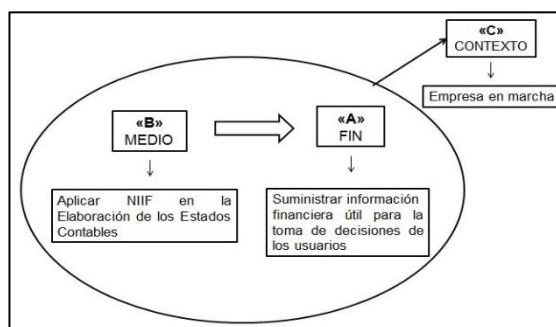 «C»
CONTEXTO
Empresa en marcha
«B»
MEDIO
«A»
FIN
Aplicar NIIF en la
Elaboración de los Estados
Contables
Suministrar información
financiera útil para la
toma de decisiones de
los usuarios